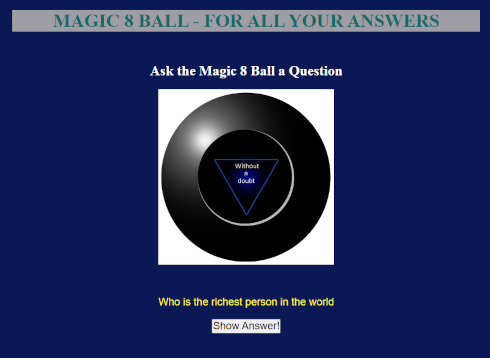 MAGIC 8 BALL - FOR ALL YOUR ANSWERS
Ask the Magic 8 Ball a Question
Without
a
doubt
Who is the richest person in the world
Show Answer!